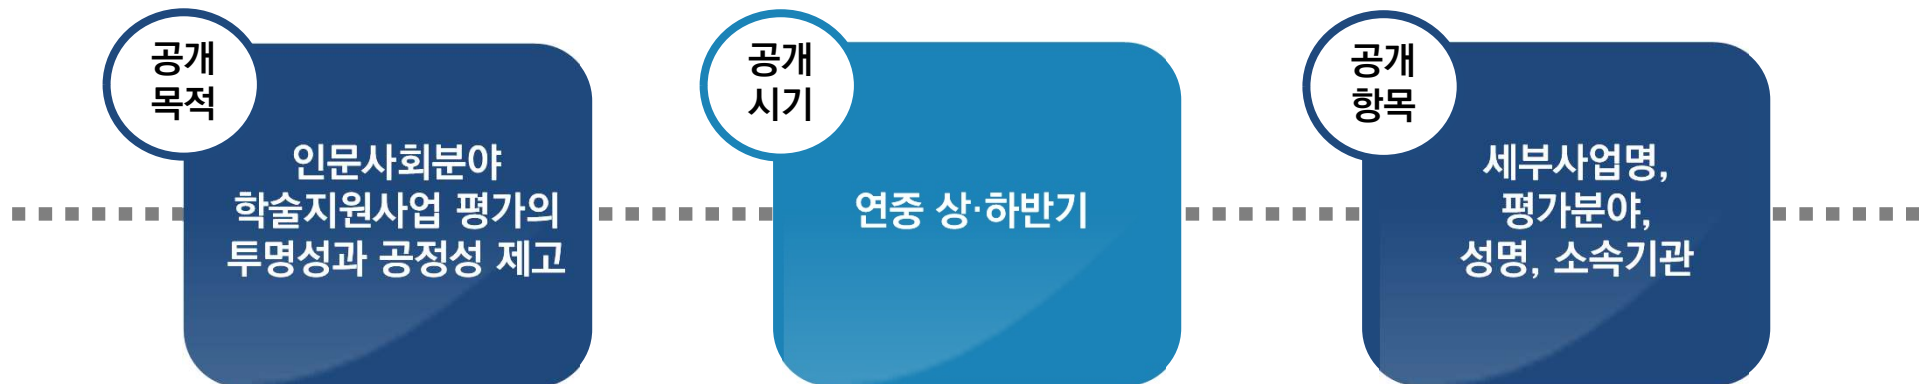 공개
목적
인문사회분야
학술지원사업 평가의
투명성과 공정성 제고
공개
시기
연중 상·하반기
공개
항목
세부사업명,
평가분야,
성명, 소속기관